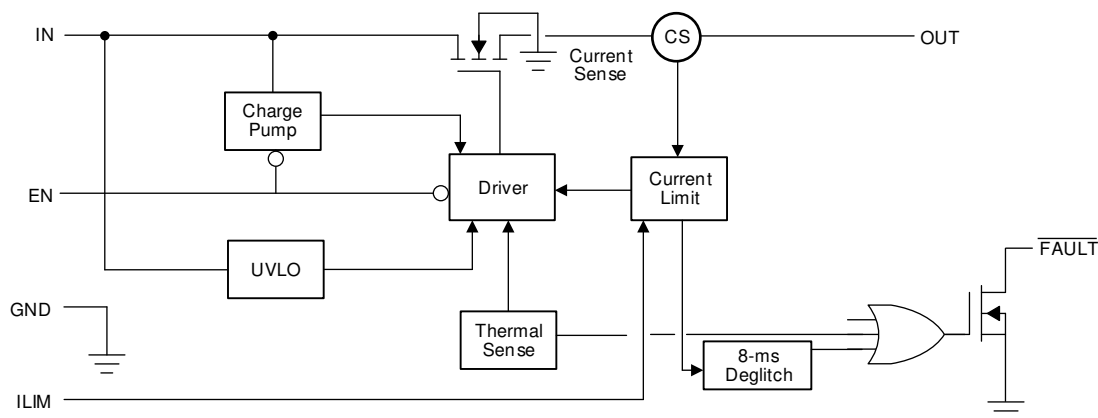 IN
CS
OUT
Current
Sense
Charge
Pump
EN
Driver
Current
Limit
UVLO
FAULT
GND
Thermal
Sense
8-ms
Deglitch
ILIM